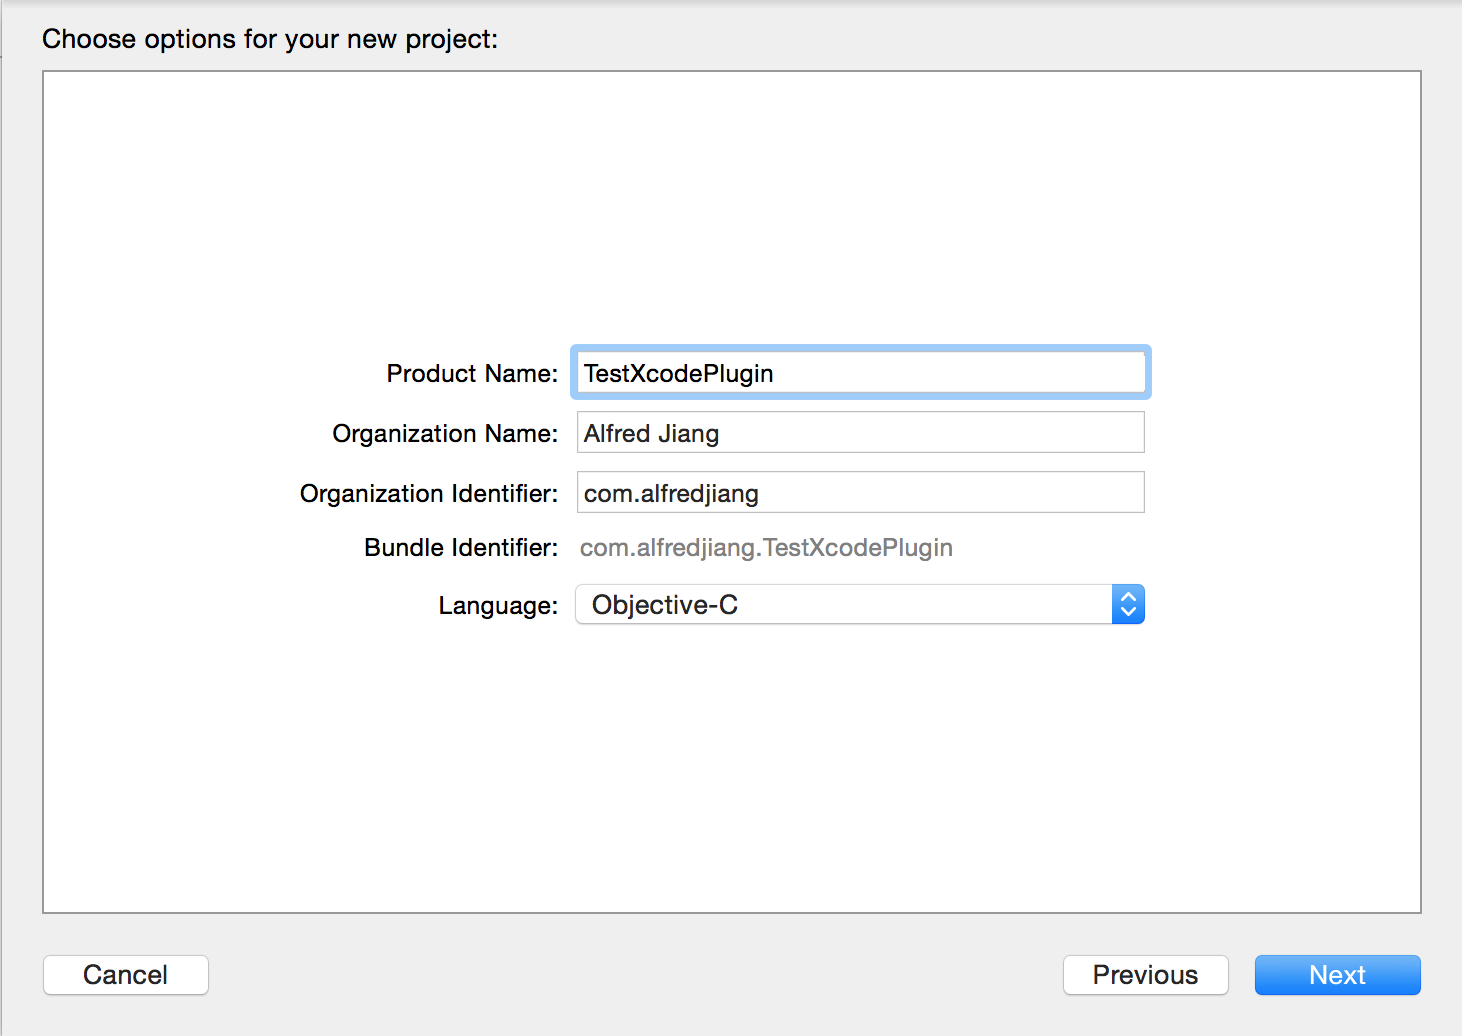 Choose options for your new project:
Product Name: TestXcodePlugin
Organization Name: Alfred Jiang
Organization Identifier: com.alfredjiang
Bundle Identifier: com.alfredjiang.TestXcodePlugin
Language: Objective-C
Cancel Previous Next